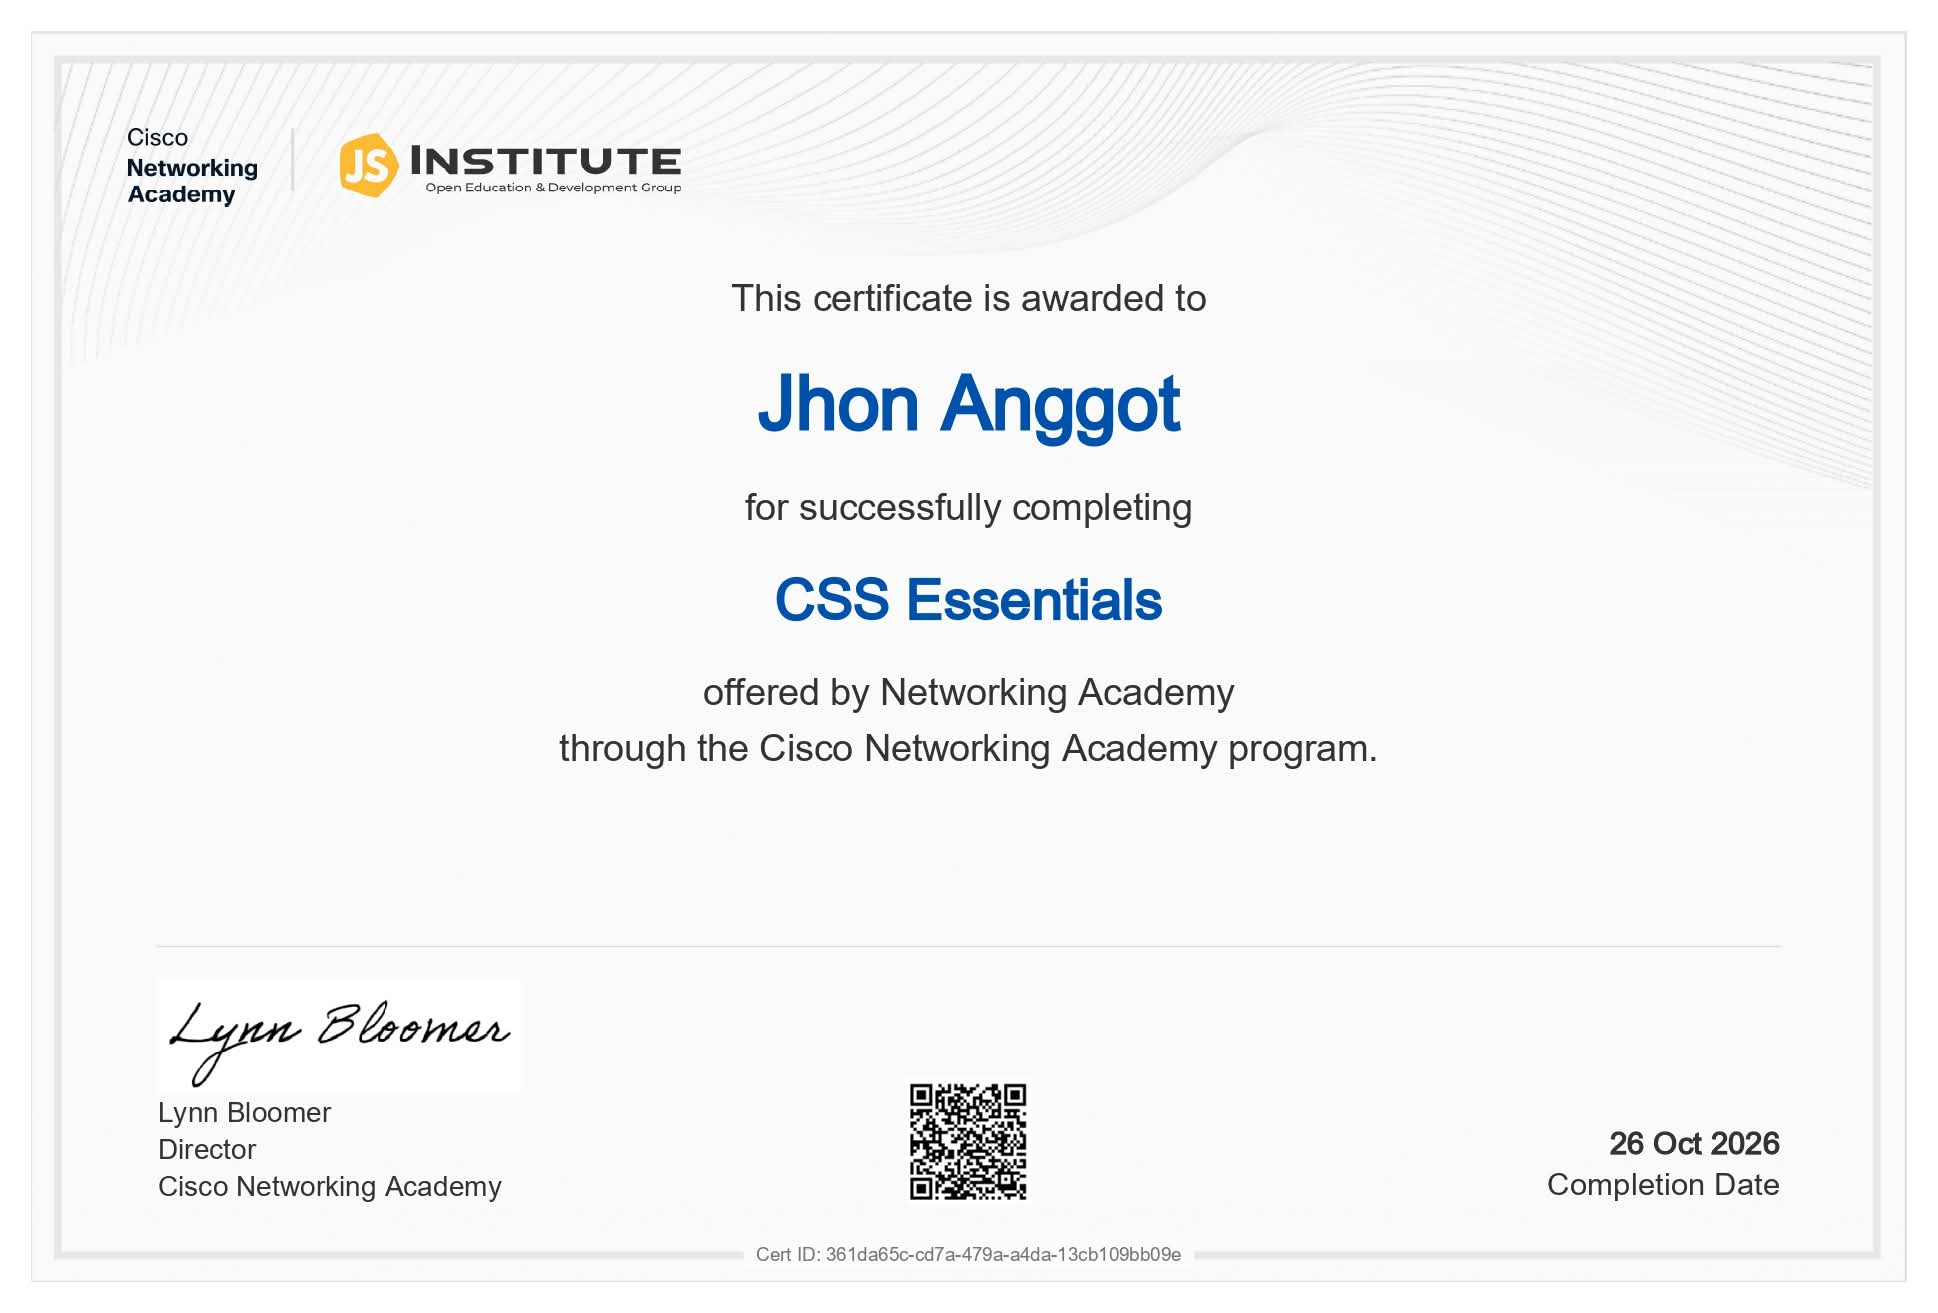 Cisco
Networking
Academy
JS INSTITUTE
Open Education & Development Group
This certificate is awarded to
Jhon Anggot
for successfully completing
CSS Essentials
offered by Networking Academy
through the Cisco Networking Academy program.
Lynn Bloomer
Lynn Bloomer
Director
Cisco Networking Academy
26 Oct 2026
Completion Date
Cert ID: 361da65c-cd7a-479a-a4da-13cb109bb09e